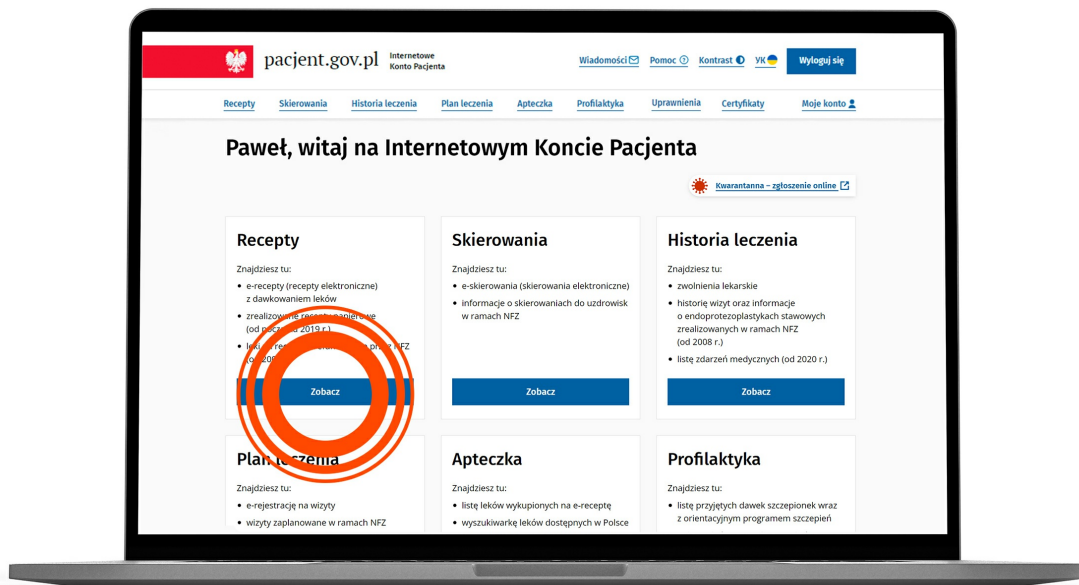 pacjent.gov.pl
Internetowe
Konto Pacjenta
Wiadomości
Pomoc
Kontrast
УК
Wyloguj się
Recepty
Skierowania
Historia leczenia
Plan leczenia
Apteczka
Profilaktyka
Uprawnienia
Certyfikaty
Moje konto
Paweł, witaj na Internetowym Koncie Pacjenta
Kwarantanna – zgłoszenie online
Recepty
Znajdziesz tu:
• e-recepty (recepty elektroniczne)
z dawkowaniem leków
• zrealizowane recepty papierowe
(od 2019 r.)
• leki NFZ
(od
Zobacz
Skierowania
Znajdziesz tu:
• e-skierowania (skierowania elektroniczne)
• informacje o skierowaniach do uzdrowisk
w ramach NFZ
Zobacz
Historia leczenia
Znajdziesz tu:
• zwolnienia lekarskie
• historię wizyt oraz informacje
o endoprotezoplastykach stawowych
zrealizowanych w ramach NFZ
(od 2008 r.)
• listę zdarzeń medycznych (od 2020 r.)
Zobacz
Plan leczenia
Znajdziesz tu:
• e-rejestrację na wizyty
• wizyty zaplanowane w ramach NFZ
Apteczka
Znajdziesz tu:
• listę leków wykupionych na e-receptę
• wyszukiwarkę leków dostępnych w Polsce
Profilaktyka
Znajdziesz tu:
• listę przyjętych dawek szczepionek wraz
z orientacyjnym programem szczepień